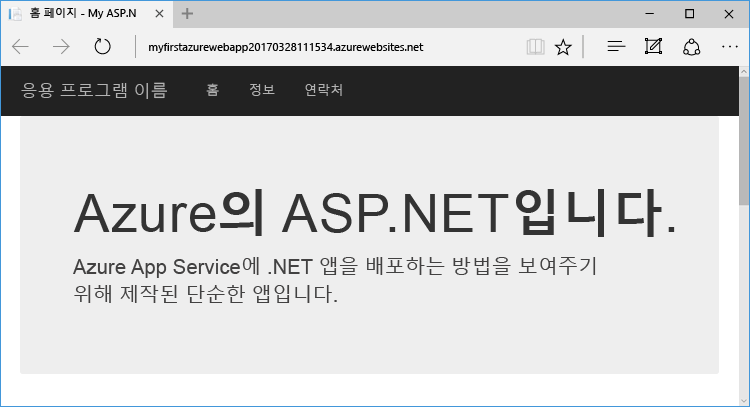 홈 페이지 - My ASP.N
myfirstazurewebapp20170328111534.azurewebsites.net
응용 프로그램 이름 홈 정보 연락처
Azure의 ASP.NET입니다.
Azure App Service에 .NET 앱을 배포하는 방법을 보여주기
위해 제작된 단순한 앱입니다.